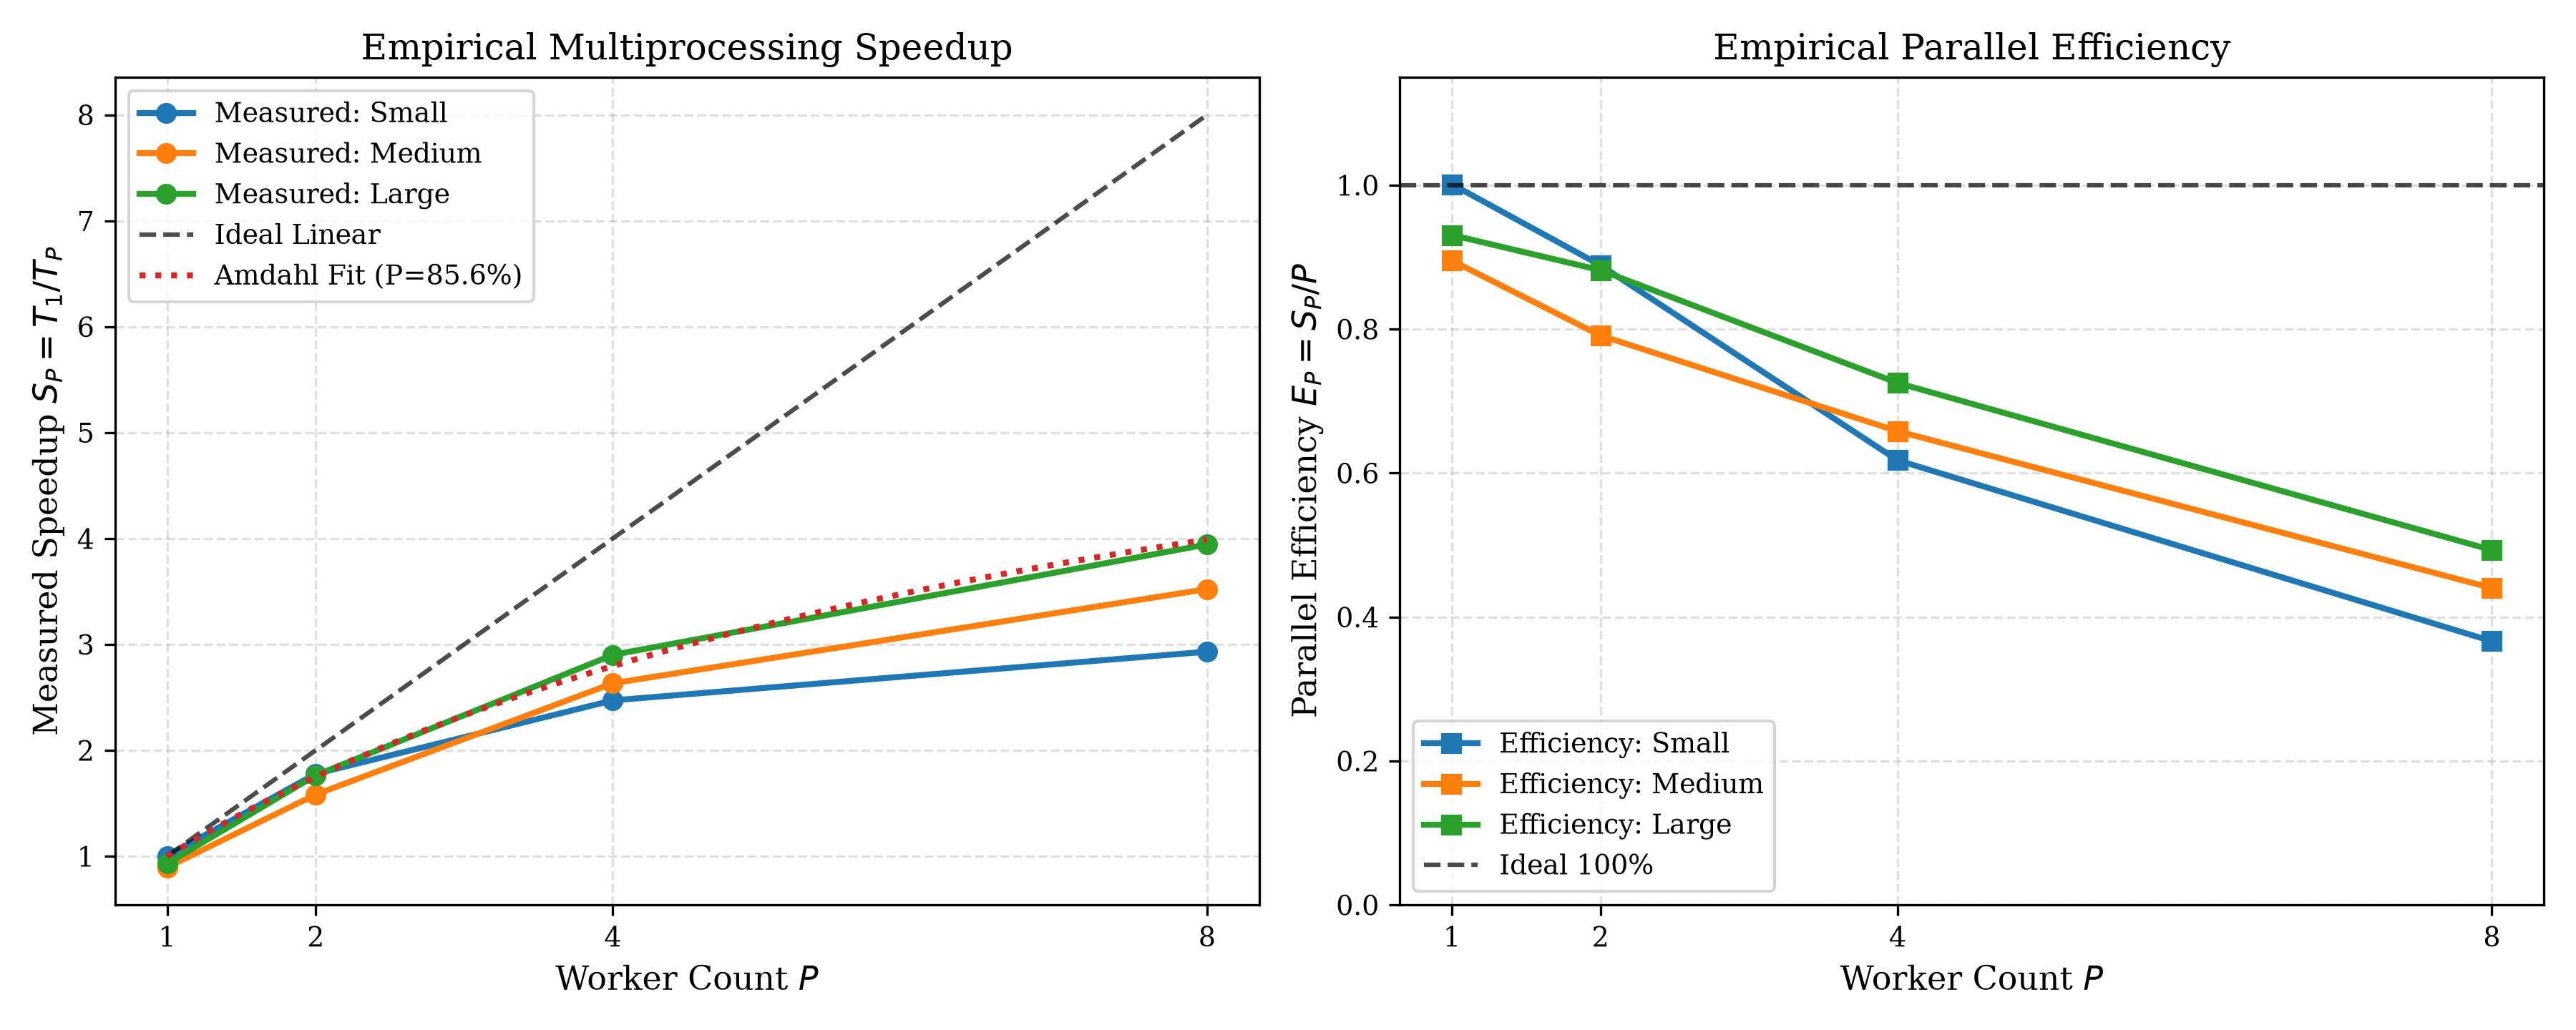 Empirical Multiprocessing Speedup
Measured Speedup S_P = T_1/T_P
8
7
6
5
4
3
2
1
Measured: Small
Measured: Medium
Measured: Large
Ideal Linear
Amdahl Fit (P=85.6%)
1 2 4 8
Worker Count P
Empirical Parallel Efficiency
Parallel Efficiency E_P = S_P/P
1.0
0.8
0.6
0.4
0.2
0.0
Efficiency: Small
Efficiency: Medium
Efficiency: Large
Ideal 100%
1 2 4 8
Worker Count P